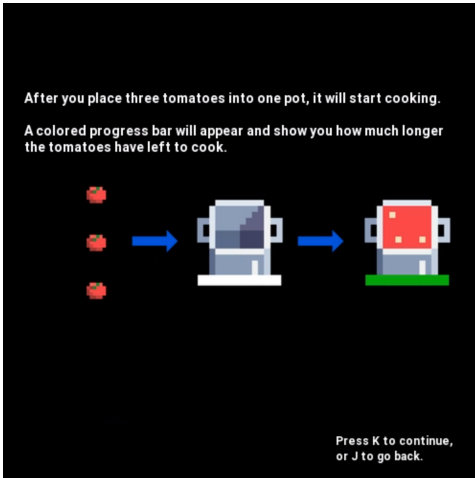 After you place three tomatoes into one pot, it will start cooking.
A colored progress bar will appear and show you how much longer
the tomatoes have left to cook.
Press K to continue,
or J to go back.